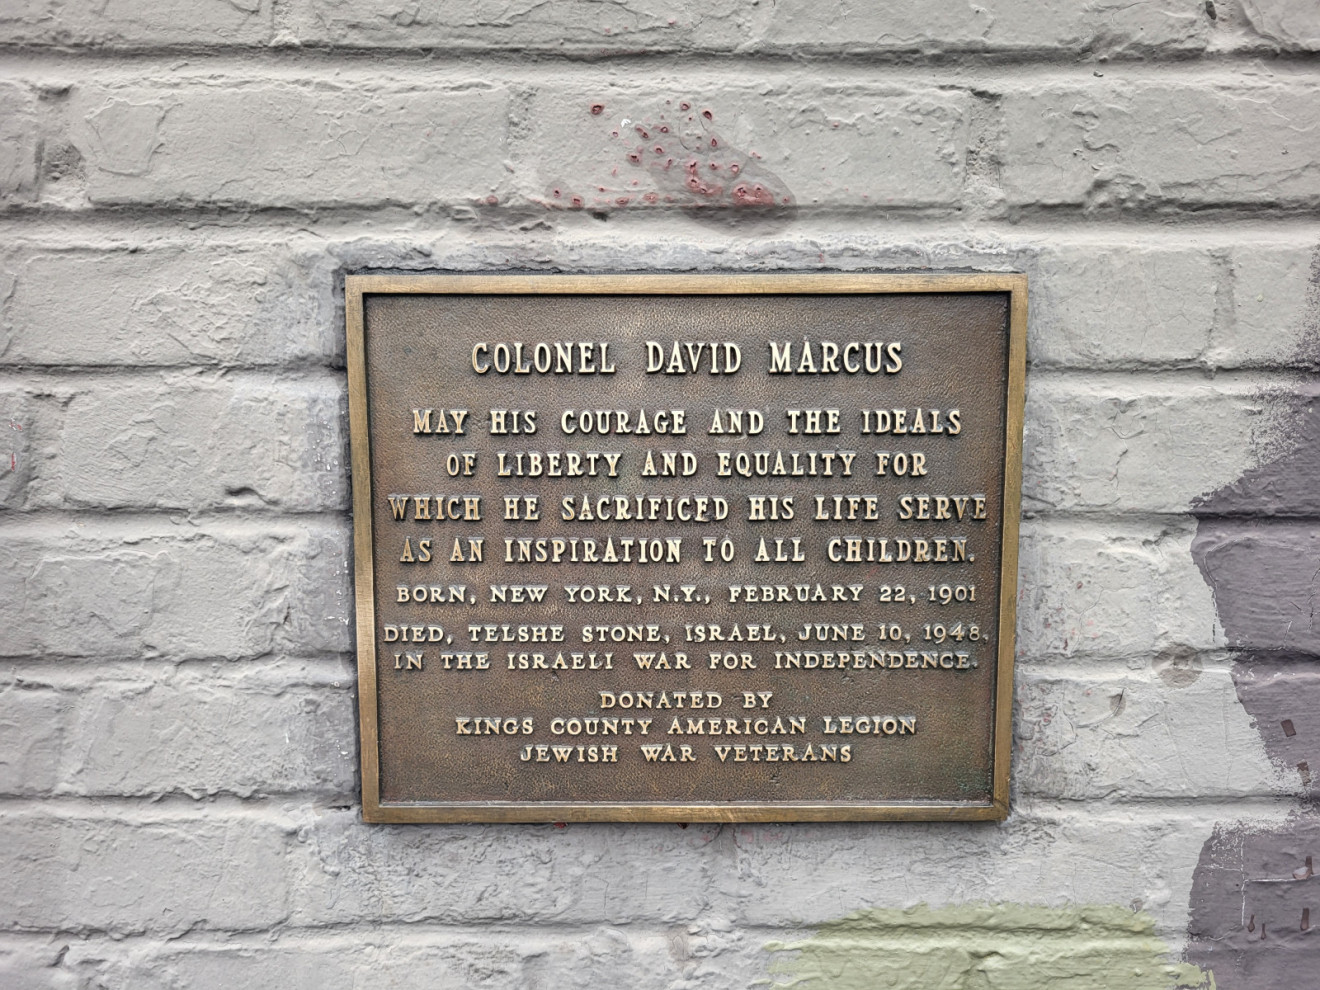 COLONEL DAVID MARCUS
MAY HIS COURAGE AND THE IDEALS
OF LIBERTY AND EQUALITY FOR
WHICH HE SACRIFICED HIS LIFE SERVE
AS AN INSPIRATION TO ALL CHILDREN.
BORN, NEW YORK, N.Y., FEBRUARY 22, 1901
DIED, TELSHE STONE, ISRAEL, JUNE 10, 1948,
IN THE ISRAELI WAR FOR INDEPENDENCE.
DONATED BY
KINGS COUNTY AMERICAN LEGION
JEWISH WAR VETERANS